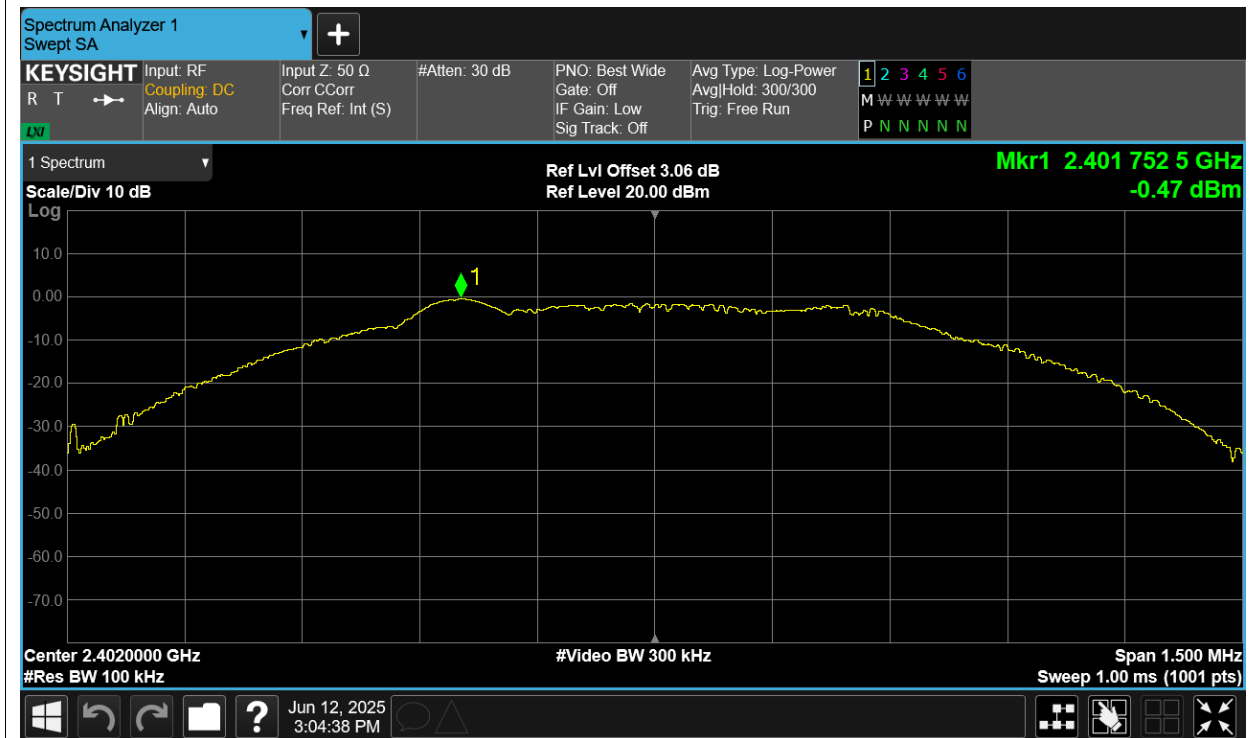 Spectrum Analyzer 1
Swept SA
▼
+
KEYSIGHT
R T
LXI
Input: RF
Coupling: DC
Align: Auto
Input Z: 50 Ω
Corr CCorr
Freq Ref: Int (S)
#Atten: 30 dB
PNO: Best Wide
Gate: Off
IF Gain: Low
Sig Track: Off
Avg Type: Log-Power
Avg|Hold: 300/300
Trig: Free Run
1 2 3 4 5 6
M W W W W W
P N N N N N
1 Spectrum
▼
Scale/Div 10 dB
Ref Lvl Offset 3.06 dB
Ref Level 20.00 dBm
Mkr1 2.401 752 5 GHz
-0.47 dBm
Log
10.0
0.00
-10.0
-20.0
-30.0
-40.0
-50.0
-60.0
-70.0
1
Center 2.4020000 GHz
#Res BW 100 kHz
#Video BW 300 kHz
Span 1.500 MHz
Sweep 1.00 ms (1001 pts)
?
Jun 12, 2025
3:04:38 PM